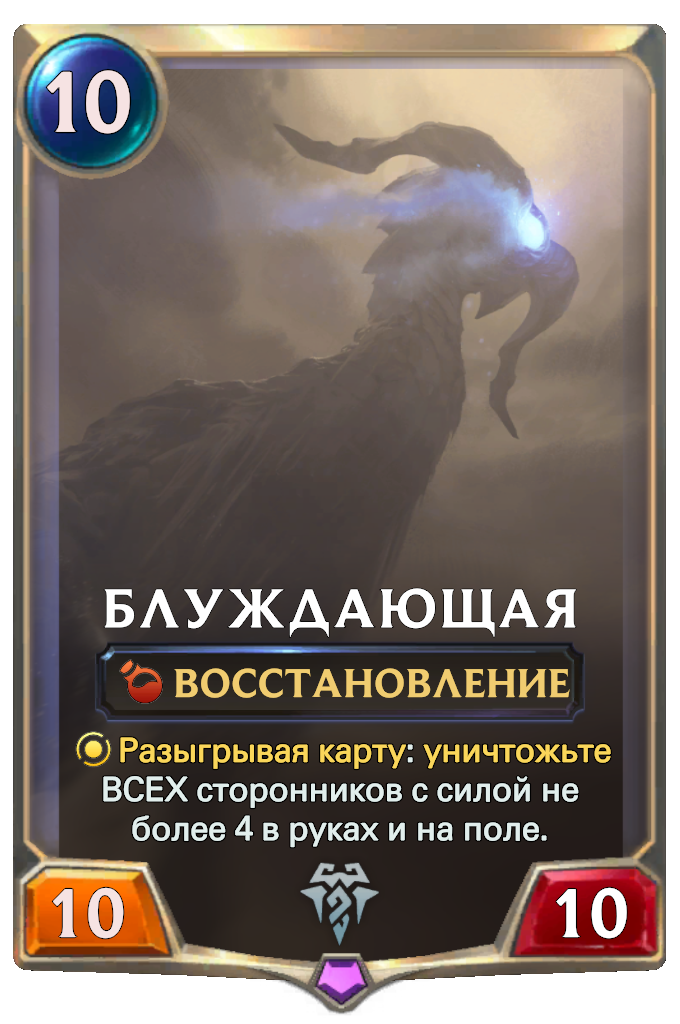 10
БЛУЖДАЮЩАЯ
ВОССТАНОВЛЕНИЕ
Разыгрывая карту: уничтожьте
ВСЕХ сторонников с силой не
более 4 в руках и на поле.
10
10